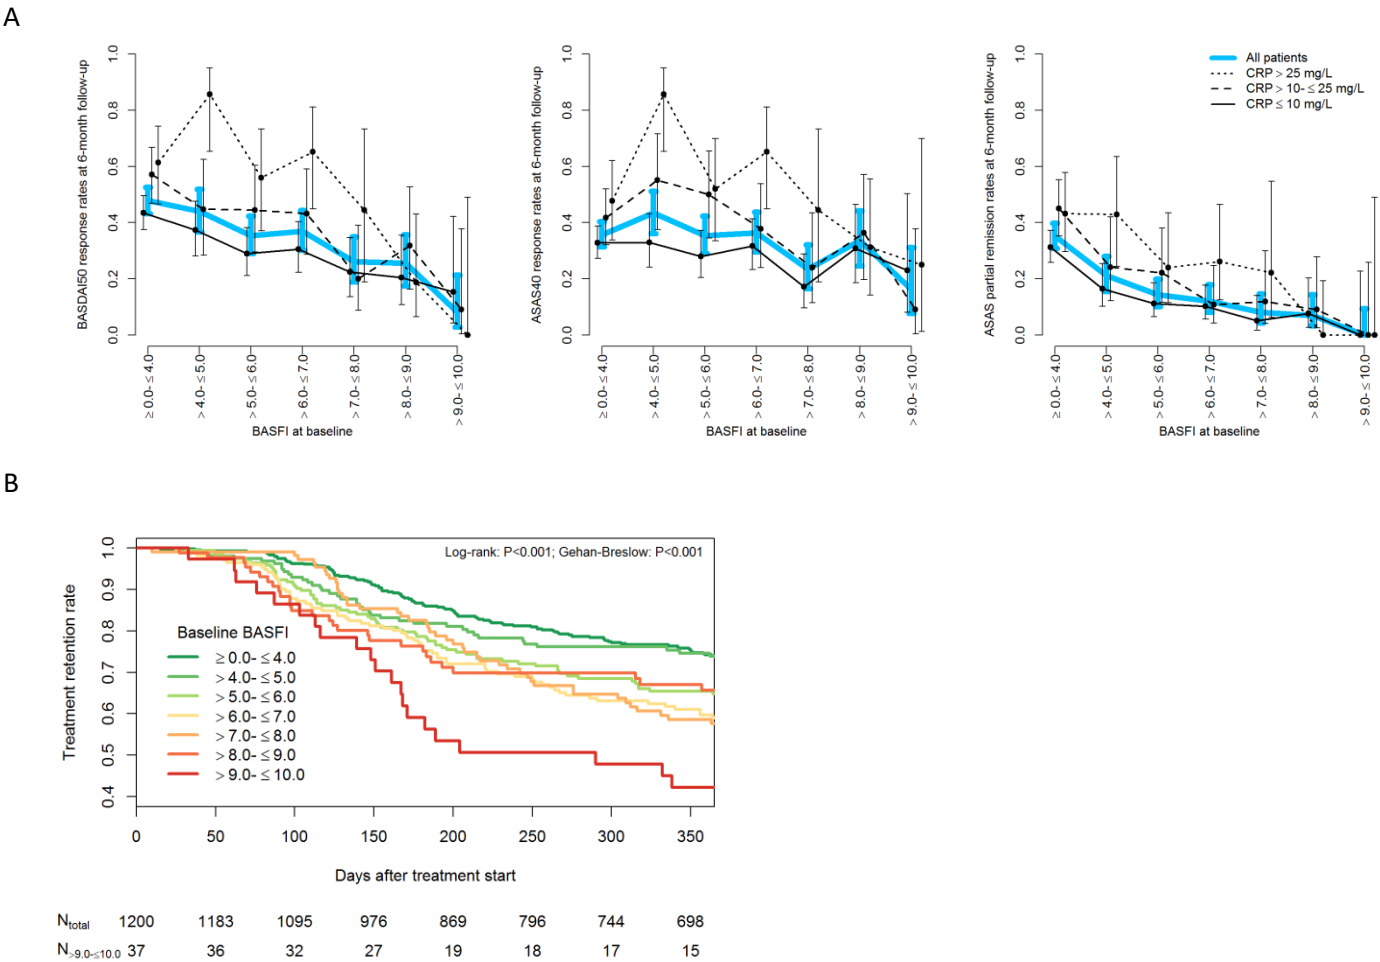 A
BASDAI50 response rates at 6-month follow-up
1.0
0.8
0.6
0.4
0.2
0.0
≥ 0.0- ≤ 4.0
> 4.0- ≤ 5.0
> 5.0- ≤ 6.0
> 6.0- ≤ 7.0
> 7.0- ≤ 8.0
> 8.0- ≤ 9.0
> 9.0- ≤ 10.0
BASFI at baseline
ASAS40 response rates at 6-month follow-up
1.0
0.8
0.6
0.4
0.2
0.0
≥ 0.0- ≤ 4.0
> 4.0- ≤ 5.0
> 5.0- ≤ 6.0
> 6.0- ≤ 7.0
> 7.0- ≤ 8.0
> 8.0- ≤ 9.0
> 9.0- ≤ 10.0
BASFI at baseline
ASAS partial remission rates at 6-month follow-up
1.0
0.8
0.6
0.4
0.2
0.0
All patients
CRP > 25 mg/L
CRP > 10- ≤ 25 mg/L
CRP ≤ 10 mg/L
≥ 0.0- ≤ 4.0
> 4.0- ≤ 5.0
> 5.0- ≤ 6.0
> 6.0- ≤ 7.0
> 7.0- ≤ 8.0
> 8.0- ≤ 9.0
> 9.0- ≤ 10.0
BASFI at baseline
B
Treatment retention rate
1.0
0.9
0.8
0.7
0.6
0.5
0.4
Log-rank: P<0.001; Gehan-Breslow: P<0.001
Baseline BASFI
≥ 0.0- ≤ 4.0
> 4.0- ≤ 5.0
> 5.0- ≤ 6.0
> 6.0- ≤ 7.0
> 7.0- ≤ 8.0
> 8.0- ≤ 9.0
> 9.0- ≤ 10.0
0 50 100 150 200 250 300 350
Days after treatment start
Ntotal 1200 1183 1095 976 869 796 744 698
N>9.0-≤10.0 37 36 32 27 19 18 17 15